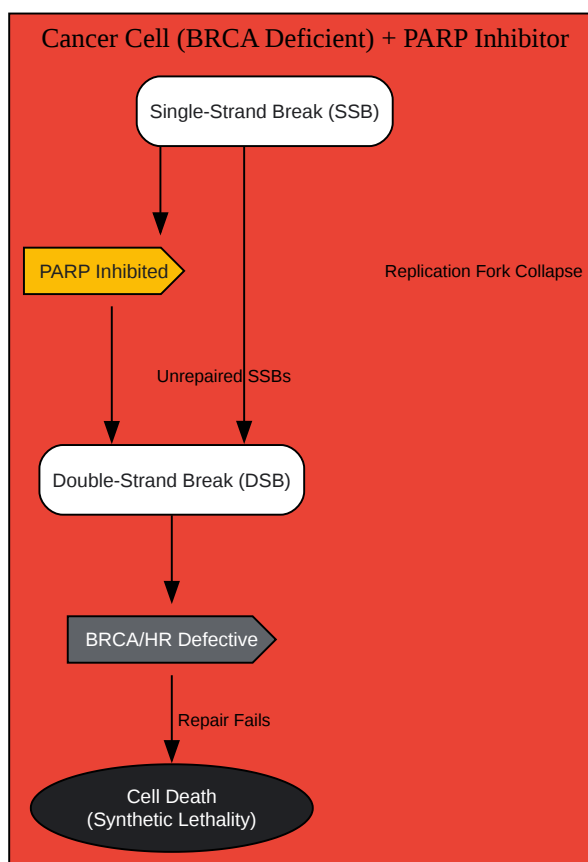 Cancer Cell (BRCA Deficient) + PARP Inhibitor
Single-Strand Break (SSB)
PARP Inhibited
Replication Fork Collapse
Unrepaired SSBs
Double-Strand Break (DSB)
BRCA/HR Defective
Repair Fails
Cell Death
(Synthetic Lethality)